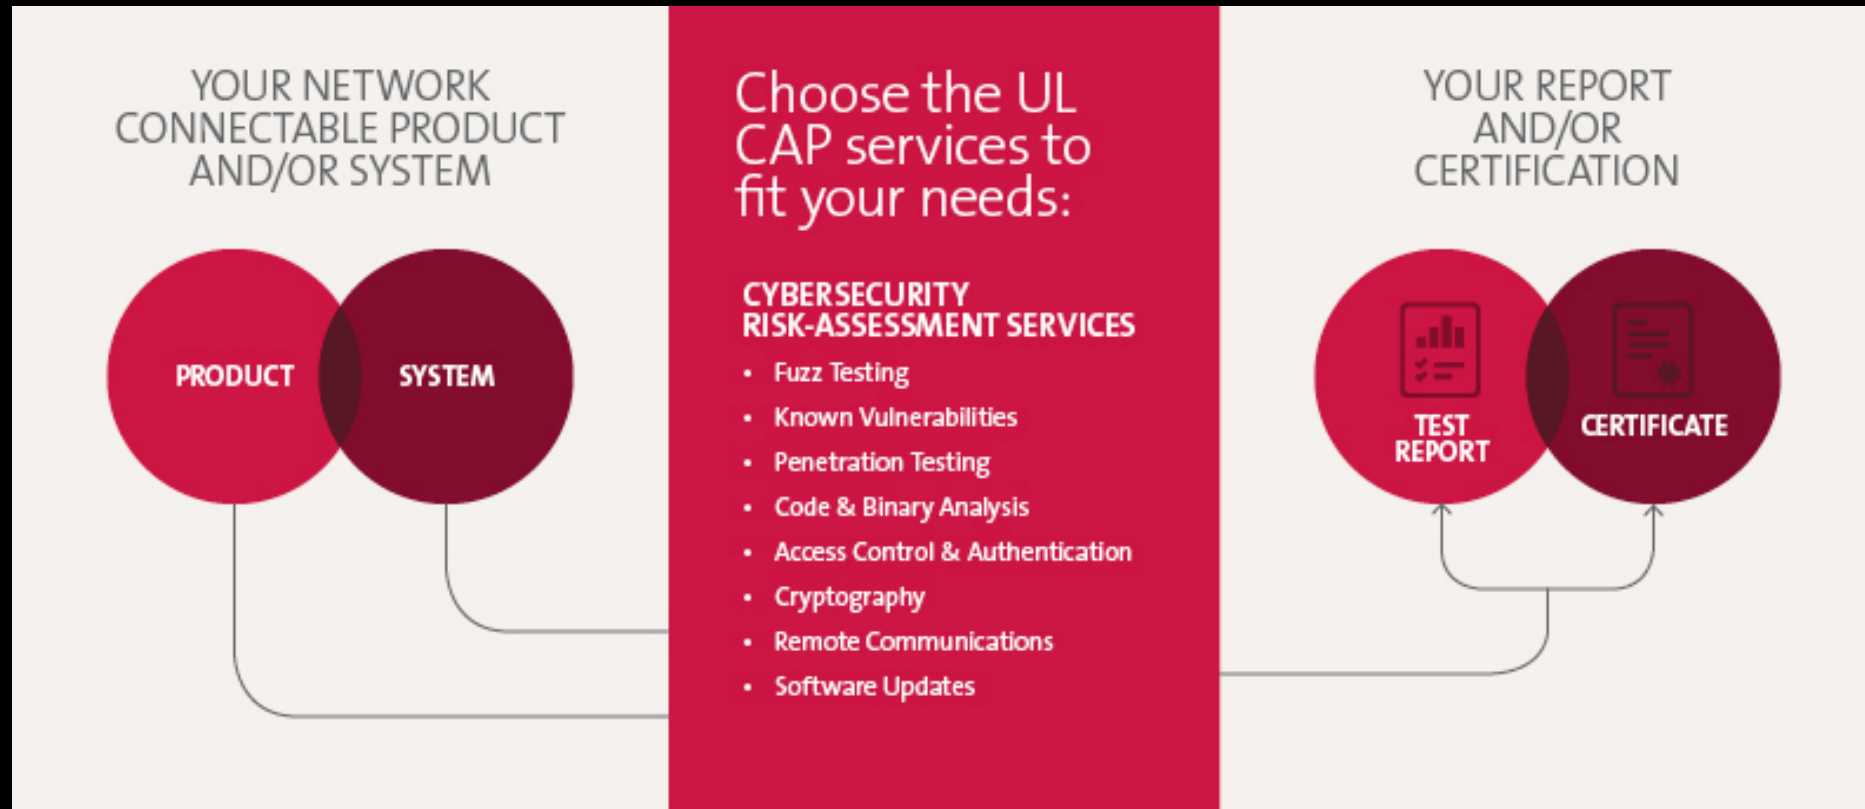 YOUR NETWORK
CONNECTABLE PRODUCT
AND/OR SYSTEM
PRODUCT
SYSTEM
Choose the UL
CAP services to
fit your needs:
CYBERSECURITY
RISK-ASSESSMENT SERVICES
• Fuzz Testing
• Known Vulnerabilities
• Penetration Testing
• Code & Binary Analysis
• Access Control & Authentication
• Cryptography
• Remote Communications
• Software Updates
YOUR REPORT
AND/OR
CERTIFICATION
TEST
REPORT
CERTIFICATE